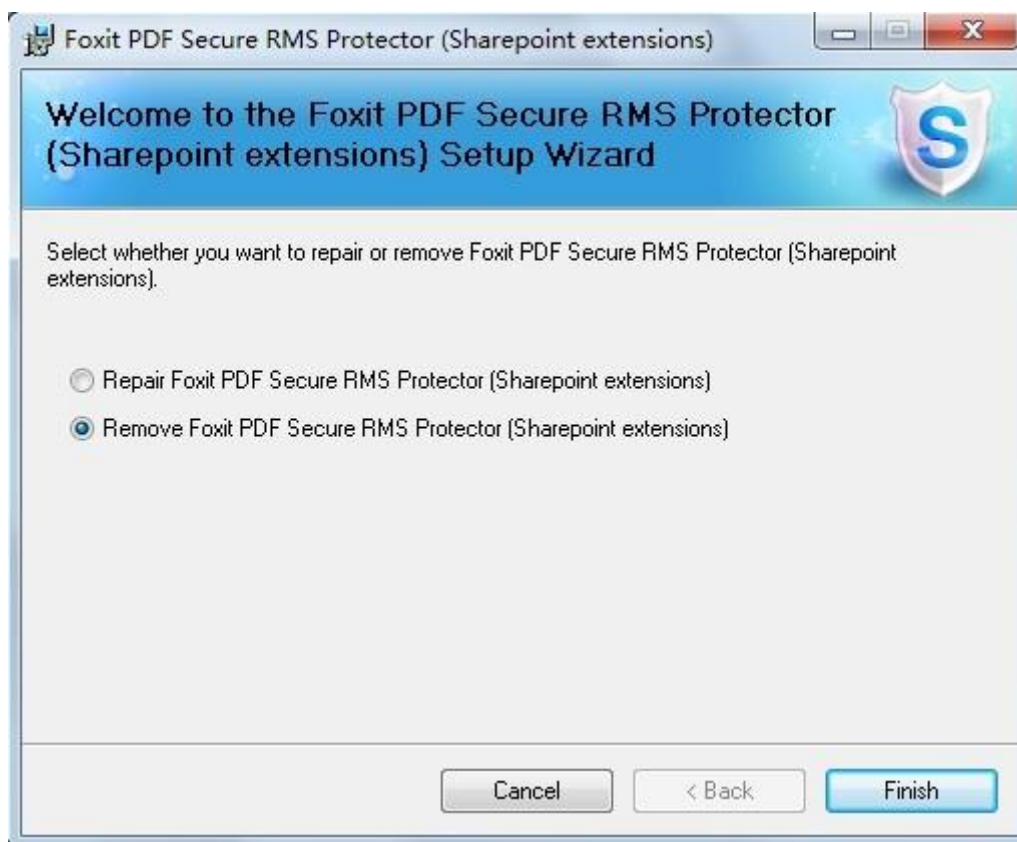 Foxit PDF Secure RMS Protector (Sharepoint extensions)
Welcome to the Foxit PDF Secure RMS Protector
(Sharepoint extensions) Setup Wizard
S
Select whether you want to repair or remove Foxit PDF Secure RMS Protector (Sharepoint
extensions).
Repair Foxit PDF Secure RMS Protector (Sharepoint extensions)
Remove Foxit PDF Secure RMS Protector (Sharepoint extensions)
Cancel
< Back
Finish